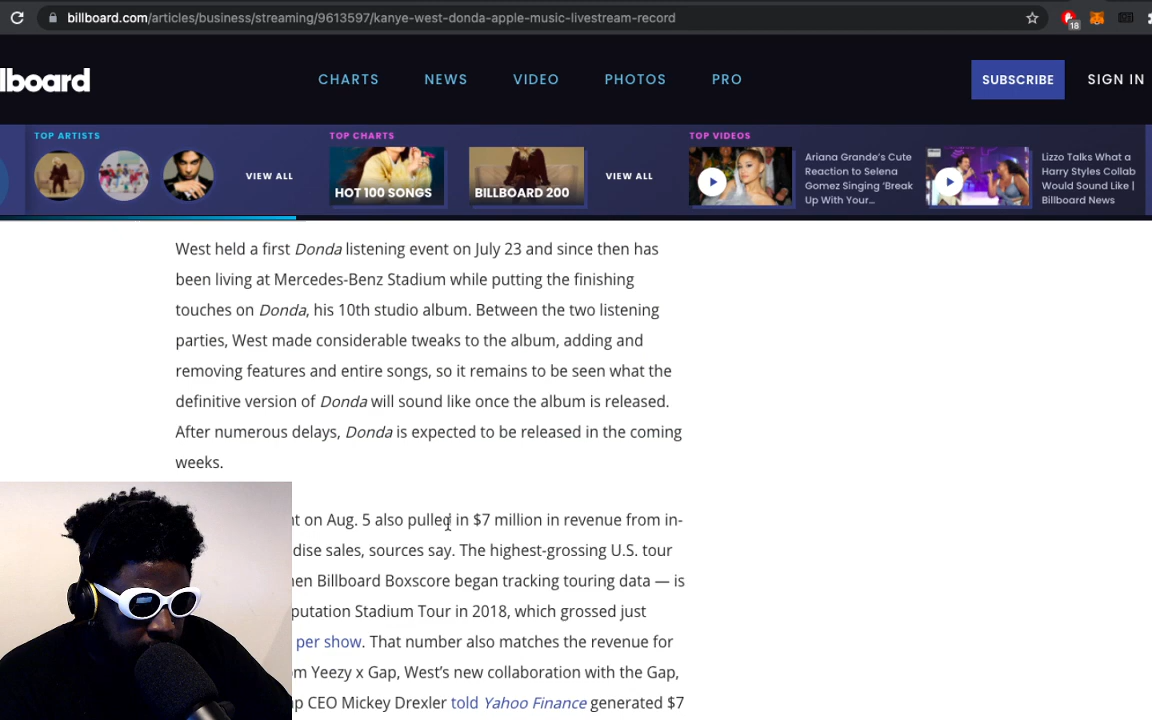 billboard.com/articles/business/streaming/9613597/kanye-west-donda-apple-music-livestream-record
18
lboard
CHARTS NEWS VIDEO PHOTOS PRO
SUBSCRIBE SIGN IN
TOP ARTISTS
VIEW ALL
TOP CHARTS
HOT 100 SONGS
BILLBOARD 200
VIEW ALL
TOP VIDEOS
Ariana Grande's Cute
Reaction to Selena
Gomez Singing 'Break
Up With Your...
Lizzo Talks What a
Harry Styles Collab
Would Sound Like |
Billboard News
West held a first Donda listening event on July 23 and since then has
been living at Mercedes-Benz Stadium while putting the finishing
touches on Donda, his 10th studio album. Between the two listening
parties, West made considerable tweaks to the album, adding and
removing features and entire songs, so it remains to be seen what the
definitive version of Donda will sound like once the album is released.
After numerous delays, Donda is expected to be released in the coming
weeks.
nt on Aug. 5 also pulled in $7 million in revenue from in-
dise sales, sources say. The highest-grossing U.S. tour
hen Billboard Boxscore began tracking touring data — is
putation Stadium Tour in 2018, which grossed just
per show. That number also matches the revenue for
om Yeezy x Gap, West's new collaboration with the Gap,
ap CEO Mickey Drexler told Yahoo Finance generated $7